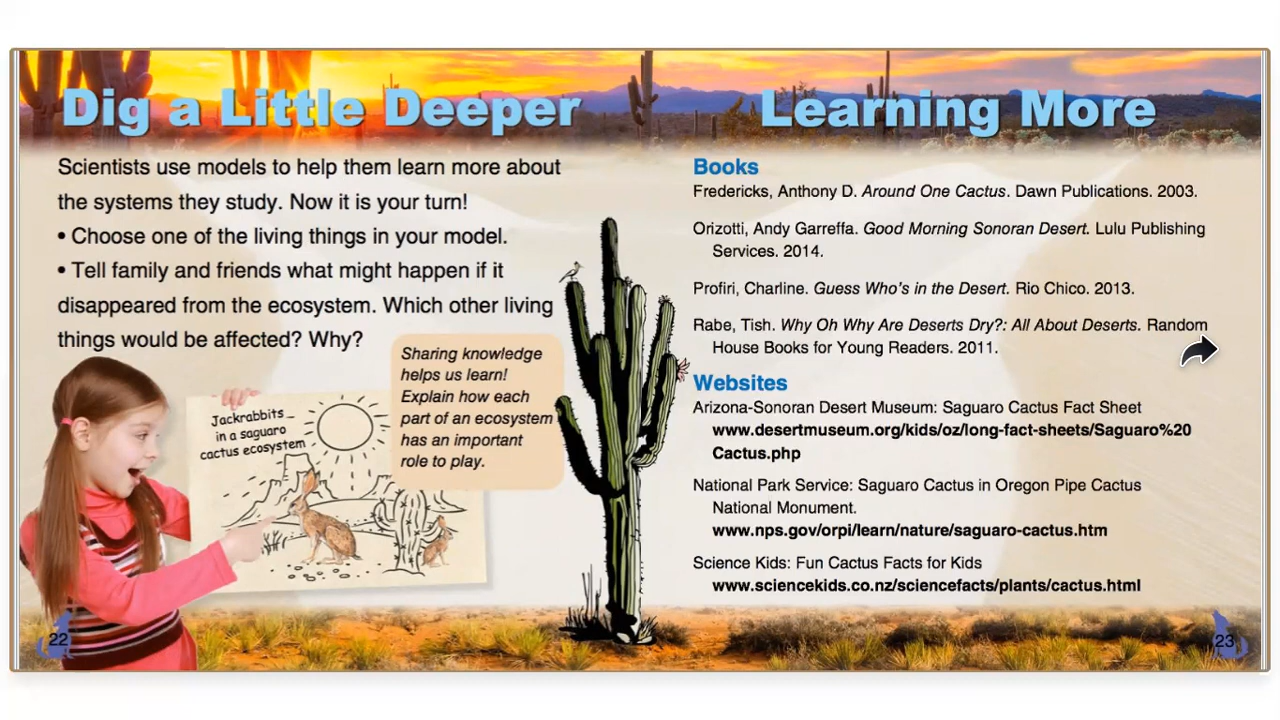 Dig a Little Deeper
Scientists use models to help them learn more about
the systems they study. Now it is your turn!
• Choose one of the living things in your model.
• Tell family and friends what might happen if it
disappeared from the ecosystem. Which other living
things would be affected? Why?
Sharing knowledge
helps us learn!
Explain how each
part of an ecosystem
has an important
role to play.
Jackrabbits
in a saguaro
cactus ecosystem
22
Learning More
Books
Fredericks, Anthony D. Around One Cactus. Dawn Publications. 2003.
Orizotti, Andy Garreffa. Good Morning Sonoran Desert. Lulu Publishing
Services. 2014.
Profiri, Charline. Guess Who's in the Desert. Rio Chico. 2013.
Rabe, Tish. Why Oh Why Are Deserts Dry?: All About Deserts. Random
House Books for Young Readers. 2011.
Websites
Arizona-Sonoran Desert Museum: Saguaro Cactus Fact Sheet
www.desertmuseum.org/kids/oz/long-fact-sheets/Saguaro%20
Cactus.php
National Park Service: Saguaro Cactus in Oregon Pipe Cactus
National Monument.
www.nps.gov/orpi/learn/nature/saguaro-cactus.htm
Science Kids: Fun Cactus Facts for Kids
www.sciencekids.co.nz/sciencefacts/plants/cactus.html
23